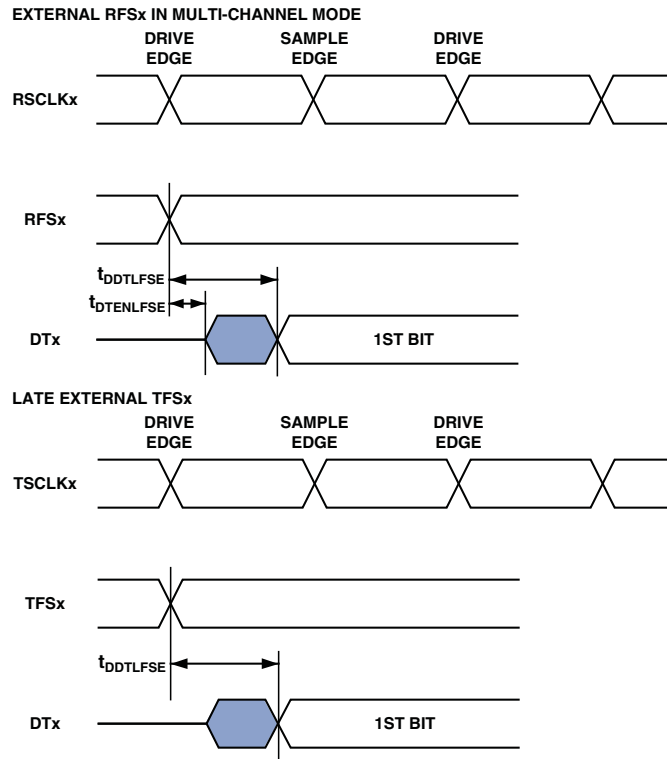 EXTERNAL RFSx IN MULTI-CHANNEL MODE
DRIVE EDGE
SAMPLE EDGE
DRIVE EDGE
RSCLKx
RFSx
tDDTLFSE
tDTENLFSE
DTx
1ST BIT
LATE EXTERNAL TFSx
DRIVE EDGE
SAMPLE EDGE
DRIVE EDGE
TSCLKx
TFSx
tDDTLFSE
DTx
1ST BIT